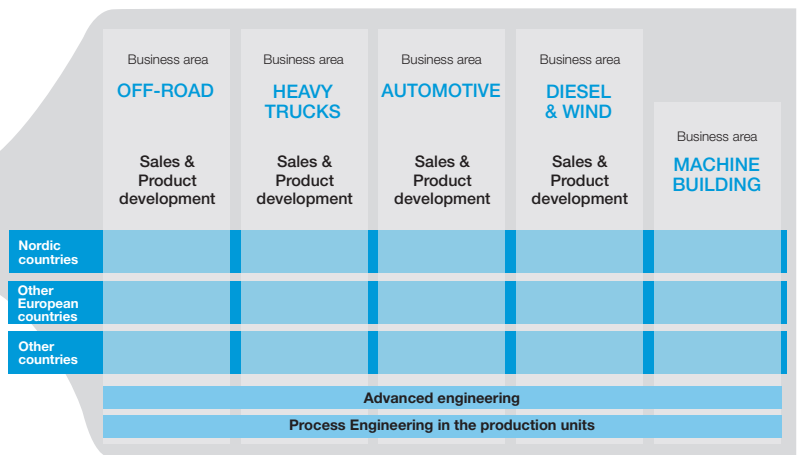 Business area
OFF-ROAD
Sales &
Product
development
Business area
HEAVY
TRUCKS
Sales &
Product
development
Business area
AUTOMOTIVE
Sales &
Product
development
Business area
DIESEL
& WIND
Sales &
Product
development
Business area
MACHINE
BUILDING
Nordic
countries
Other
European
countries
Other
countries
Advanced engineering
Process Engineering in the production units